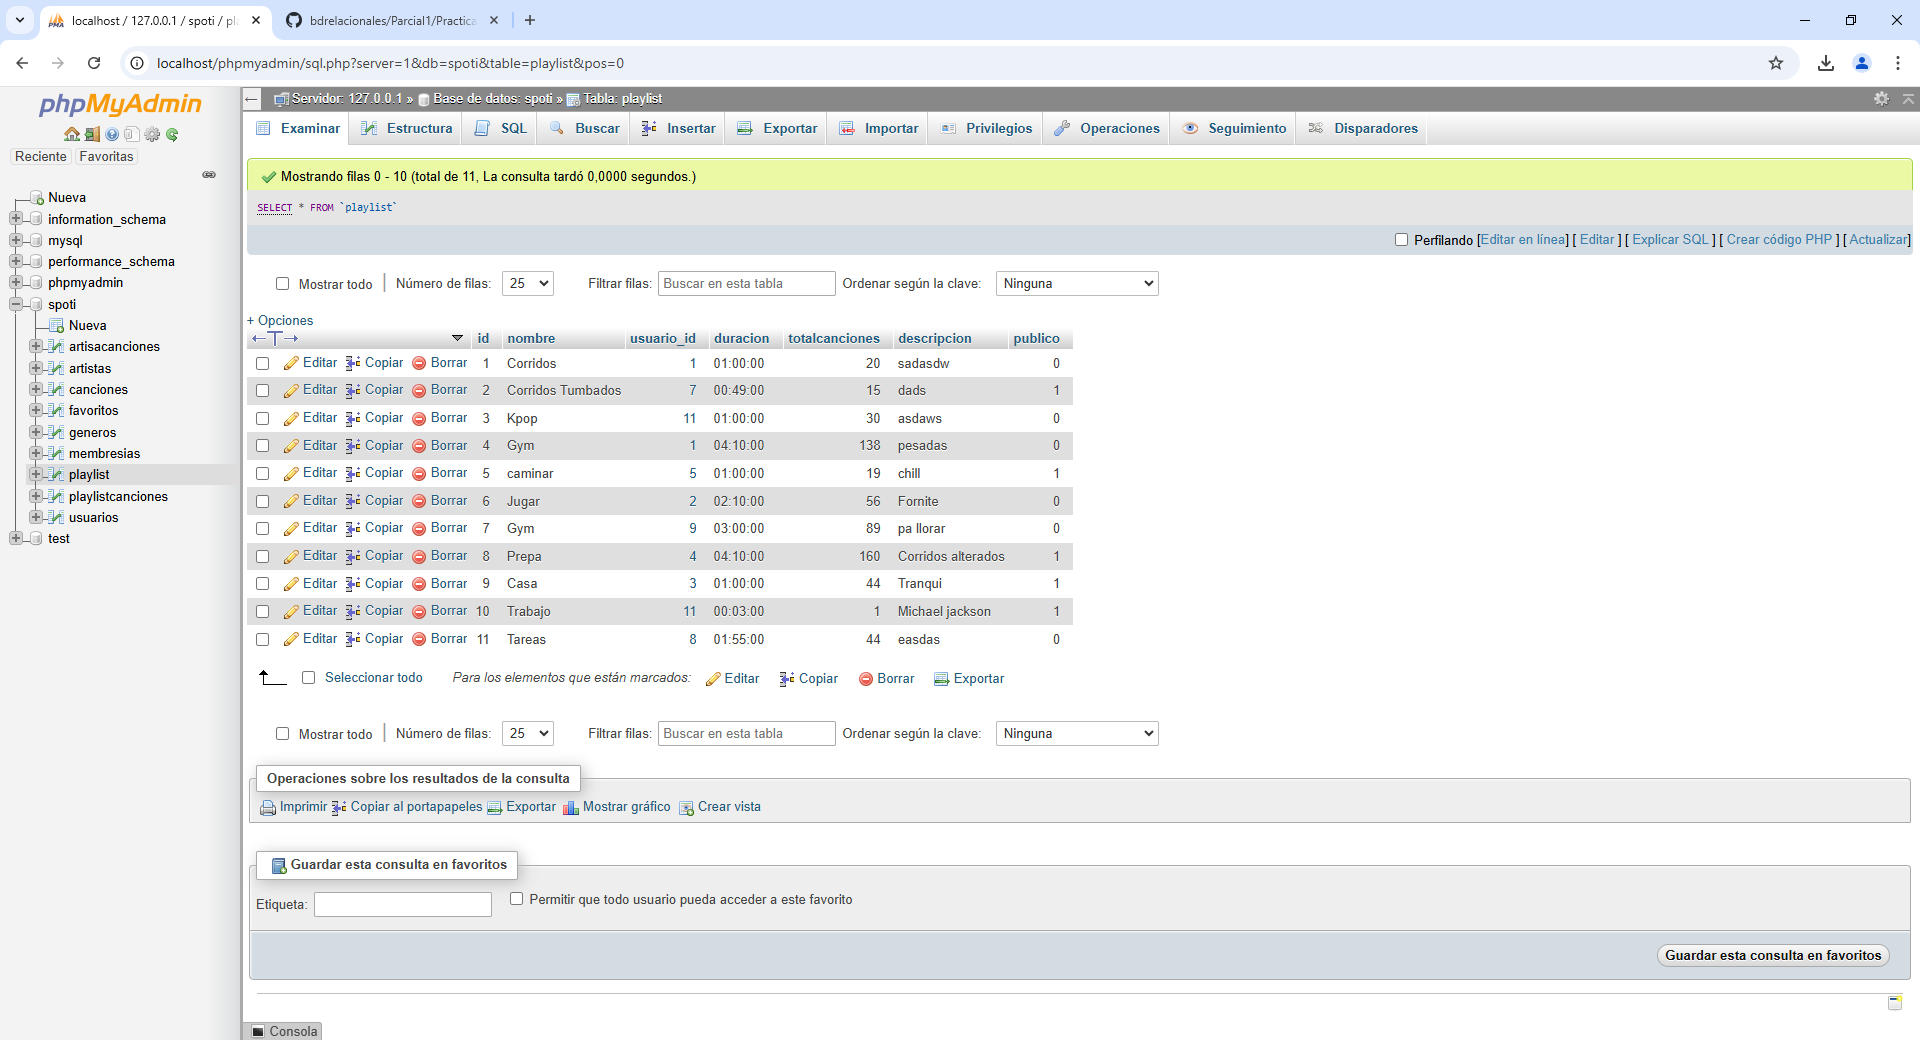 localhost / 127.0.0.1 / spoti / pl
bdrelacionales/Parcial1/Practica
localhost/phpmyadmin/sql.php?server=1&db=spoti&table=playlist&pos=0
phpMyAdmin
Reciente Favoritas
Nueva
information_schema
mysql
performance_schema
phpmyadmin
spoti
Nueva
artisacanciones
artistas
canciones
favoritos
generos
membresias
playlist
playlistcanciones
usuarios
test
Servidor: 127.0.0.1 » Base de datos: spoti » Tabla: playlist
Examinar Estructura SQL Buscar Insertar Exportar Importar Privilegios Operaciones Seguimiento Disparadores
Mostrando filas 0 - 10 (total de 11, La consulta tardó 0,0000 segundos.)
SELECT * FROM `playlist`
Perfilando [Editar en línea] [ Editar ] [ Explicar SQL ] [ Crear código PHP ] [ Actualizar]
Mostrar todo | Número de filas: 25 Filtrar filas: Buscar en esta tabla Ordenar según la clave: Ninguna
+ Opciones
←T→ id nombre usuario_id duracion totalcanciones descripcion publico
Editar Copiar Borrar 1 Corridos 1 01:00:00 20 sadasdw 0
Editar Copiar Borrar 2 Corridos Tumbados 7 00:49:00 15 dads 1
Editar Copiar Borrar 3 Kpop 11 01:00:00 30 asdaws 0
Editar Copiar Borrar 4 Gym 1 04:10:00 138 pesadas 0
Editar Copiar Borrar 5 caminar 5 01:00:00 19 chill 1
Editar Copiar Borrar 6 Jugar 2 02:10:00 56 Fornite 0
Editar Copiar Borrar 7 Gym 9 03:00:00 89 pa llorar 0
Editar Copiar Borrar 8 Prepa 4 04:10:00 160 Corridos alterados 1
Editar Copiar Borrar 9 Casa 3 01:00:00 44 Tranqui 1
Editar Copiar Borrar 10 Trabajo 11 00:03:00 1 Michael jackson 1
Editar Copiar Borrar 11 Tareas 8 01:55:00 44 easdas 0
Seleccionar todo Para los elementos que están marcados: Editar Copiar Borrar Exportar
Mostrar todo | Número de filas: 25 Filtrar filas: Buscar en esta tabla Ordenar según la clave: Ninguna
Operaciones sobre los resultados de la consulta
Imprimir Copiar al portapapeles Exportar Mostrar gráfico Crear vista
Guardar esta consulta en favoritos
Etiqueta: Permitir que todo usuario pueda acceder a este favorito
Guardar esta consulta en favoritos
Consola